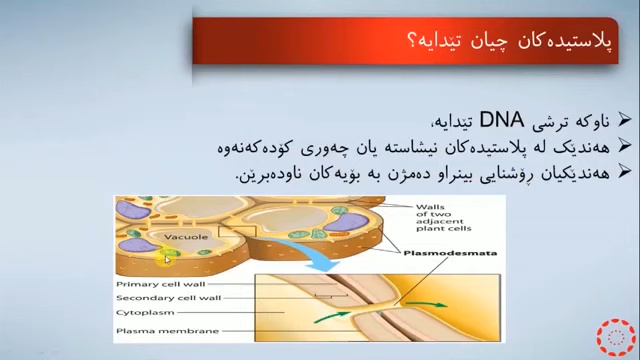 پلاستیدەکان چیان تێدایە؟
ناوکە ترشی DNA تێدایە،
هەندێک لە پلاستیدەکان نیشاستە یان چەوری کۆدەکەنەوە
هەندێکیان ڕۆشنایی بینراو دەمژن بە بۆیەکان ناودەبرێن.
Walls
of two
adjacent
plant cells
Vacuole
Plasmodesmata
Primary cell wall
Secondary cell wall
Cytoplasm
Plasma membrane